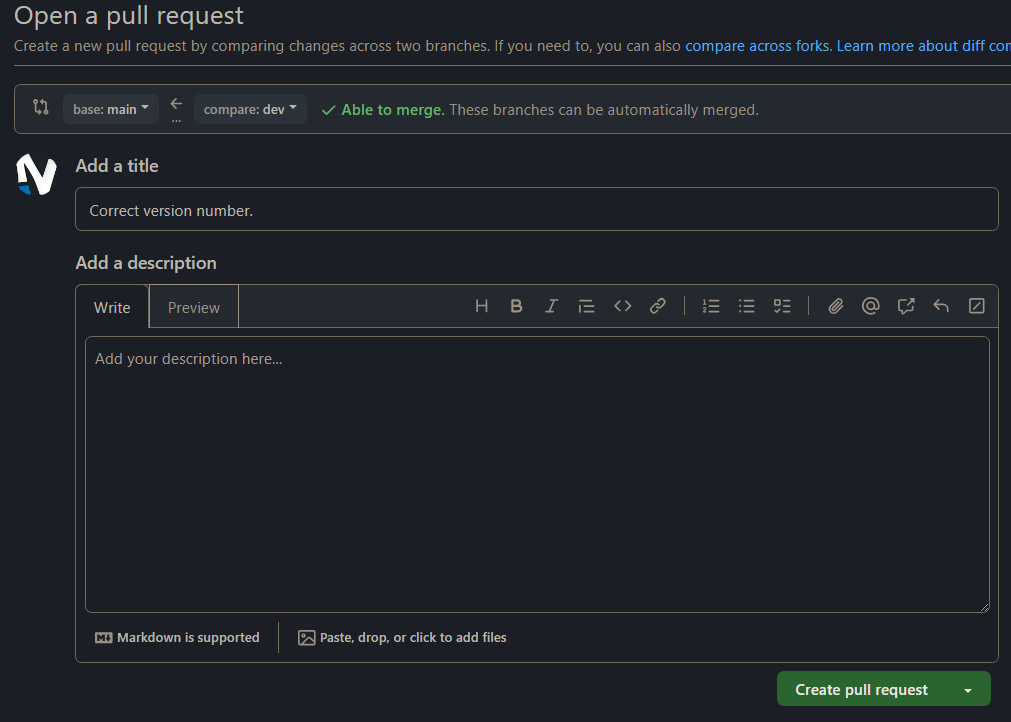 Open a pull request
Create a new pull request by comparing changes across two branches. If you need to, you can also compare across forks. Learn more about diff
base: main
compare: dev
Able to merge. These branches can be automatically merged.
...
Add a title
Correct version number.
Add a description
Write
Preview
Add your description here...
Markdown is supported
Paste, drop, or click to add files
Create pull request